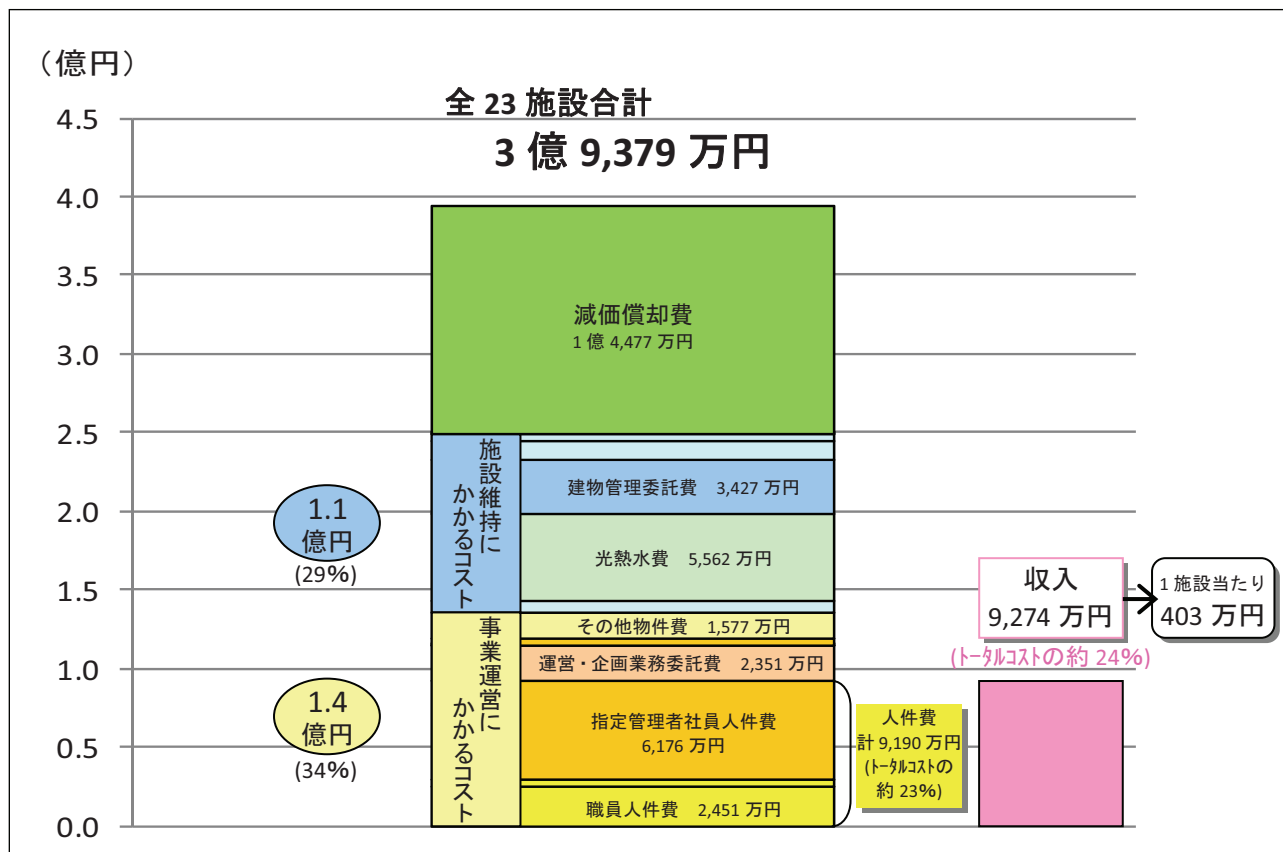 （億円）
全 23 施設合計
3 億 9,379 万円
4.5
4.0
3.5
3.0
2.5
2.0
1.5
1.0
0.5
0.0
減価償却費
1 億 4,477 万円
施設維持に
かかるコスト
建物管理委託費 3,427 万円
光熱水費 5,562 万円
1.1
億円
(29%)
事業運営に
かかるコスト
その他物件費 1,577 万円
運営・企画業務委託費 2,351 万円
指定管理者社員人件費
6,176 万円
職員人件費 2,451 万円
1.4
億円
(34%)
人件費
計 9,190 万円
(ﾄｰﾀﾙｺｽﾄの
約 23%)
収入
9,274 万円
(ﾄｰﾀﾙｺｽﾄの約 24%)
1 施設当たり
403 万円